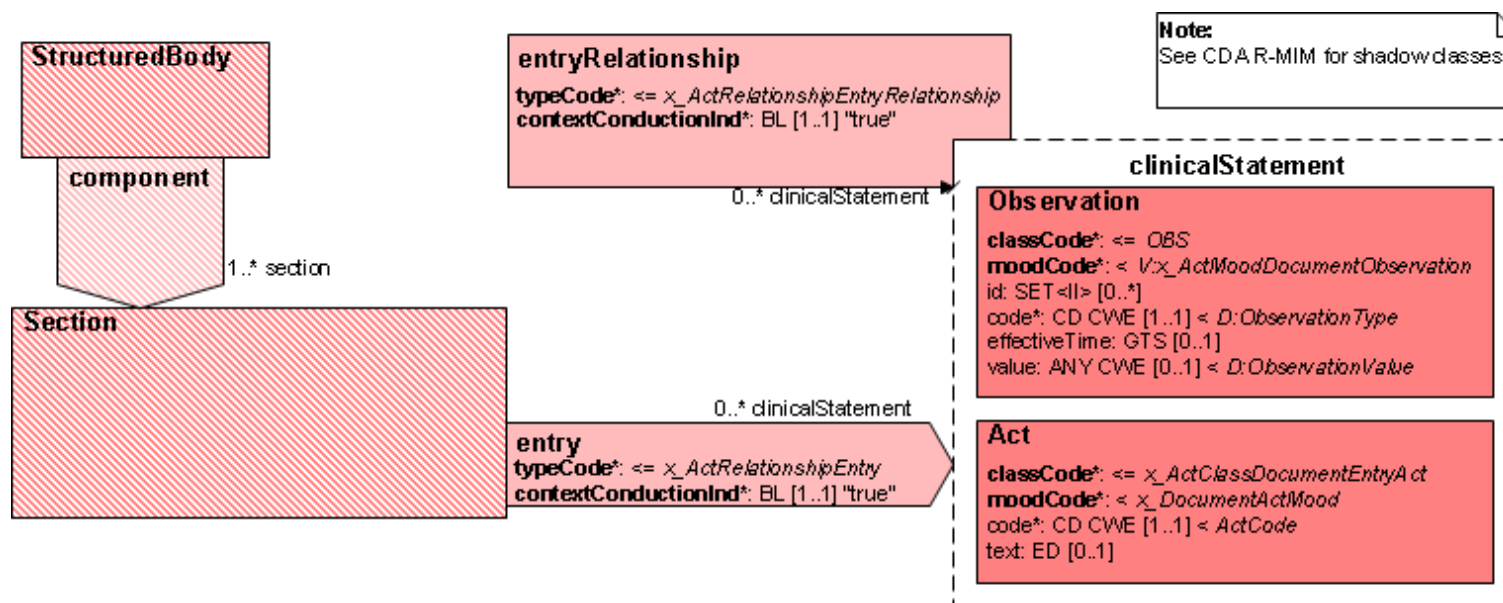 StructuredBody
component
1..* section
Section
entryRelationship
typeCode*: <= x_ActRelationshipEntryRelationship
contextConductionInd*: BL [1..1] "true"
0..* clinicalStatement
0..* clinicalStatement
entry
typeCode*: <= x_ActRelationshipEntry
contextConductionInd*: BL [1..1] "true"
Note:
See CDA R-MIM for shadow classes
clinicalStatement
Observation
classCode*: <= OBS
moodCode*: < V:x_ActMoodDocumentObservation
id: SET<II> [0..*]
code*: CD CWE [1..1] < D:ObservationType
effectiveTime: GTS [0..1]
value: ANY CWE [0..1] < D:ObservationValue
Act
classCode*: <= x_ActClassDocumentEntryAct
moodCode*: < x_DocumentActMood
code*: CD CWE [1..1] < ActCode
text: ED [0..1]